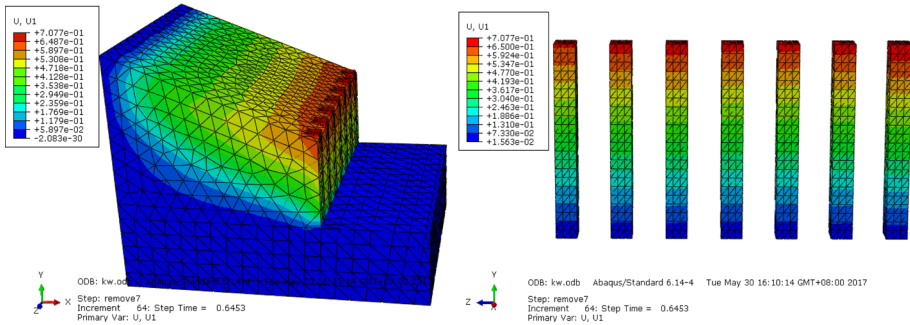 U, U1
+7.077e-01
+6.487e-01
+5.897e-01
+5.308e-01
+4.718e-01
+4.128e-01
+3.538e-01
+2.949e-01
+2.359e-01
+1.769e-01
+1.179e-01
+5.897e-02
-2.083e-30
Y
X
Z
ODB: kw.odb
Step: remove7
Increment 64: Step Time = 0.6453
Primary Var: U, U1
U, U1
+7.077e-01
+6.500e-01
+5.924e-01
+5.347e-01
+4.770e-01
+4.193e-01
+3.617e-01
+3.040e-01
+2.463e-01
+1.886e-01
+1.310e-01
+7.330e-02
+1.563e-02
Y
Z
X
ODB: kw.odb Abaqus/Standard 6.14-4 Tue May 30 16:10:14 GMT+08:00 2017
Step: remove7
Increment 64: Step Time = 0.6453
Primary Var: U, U1